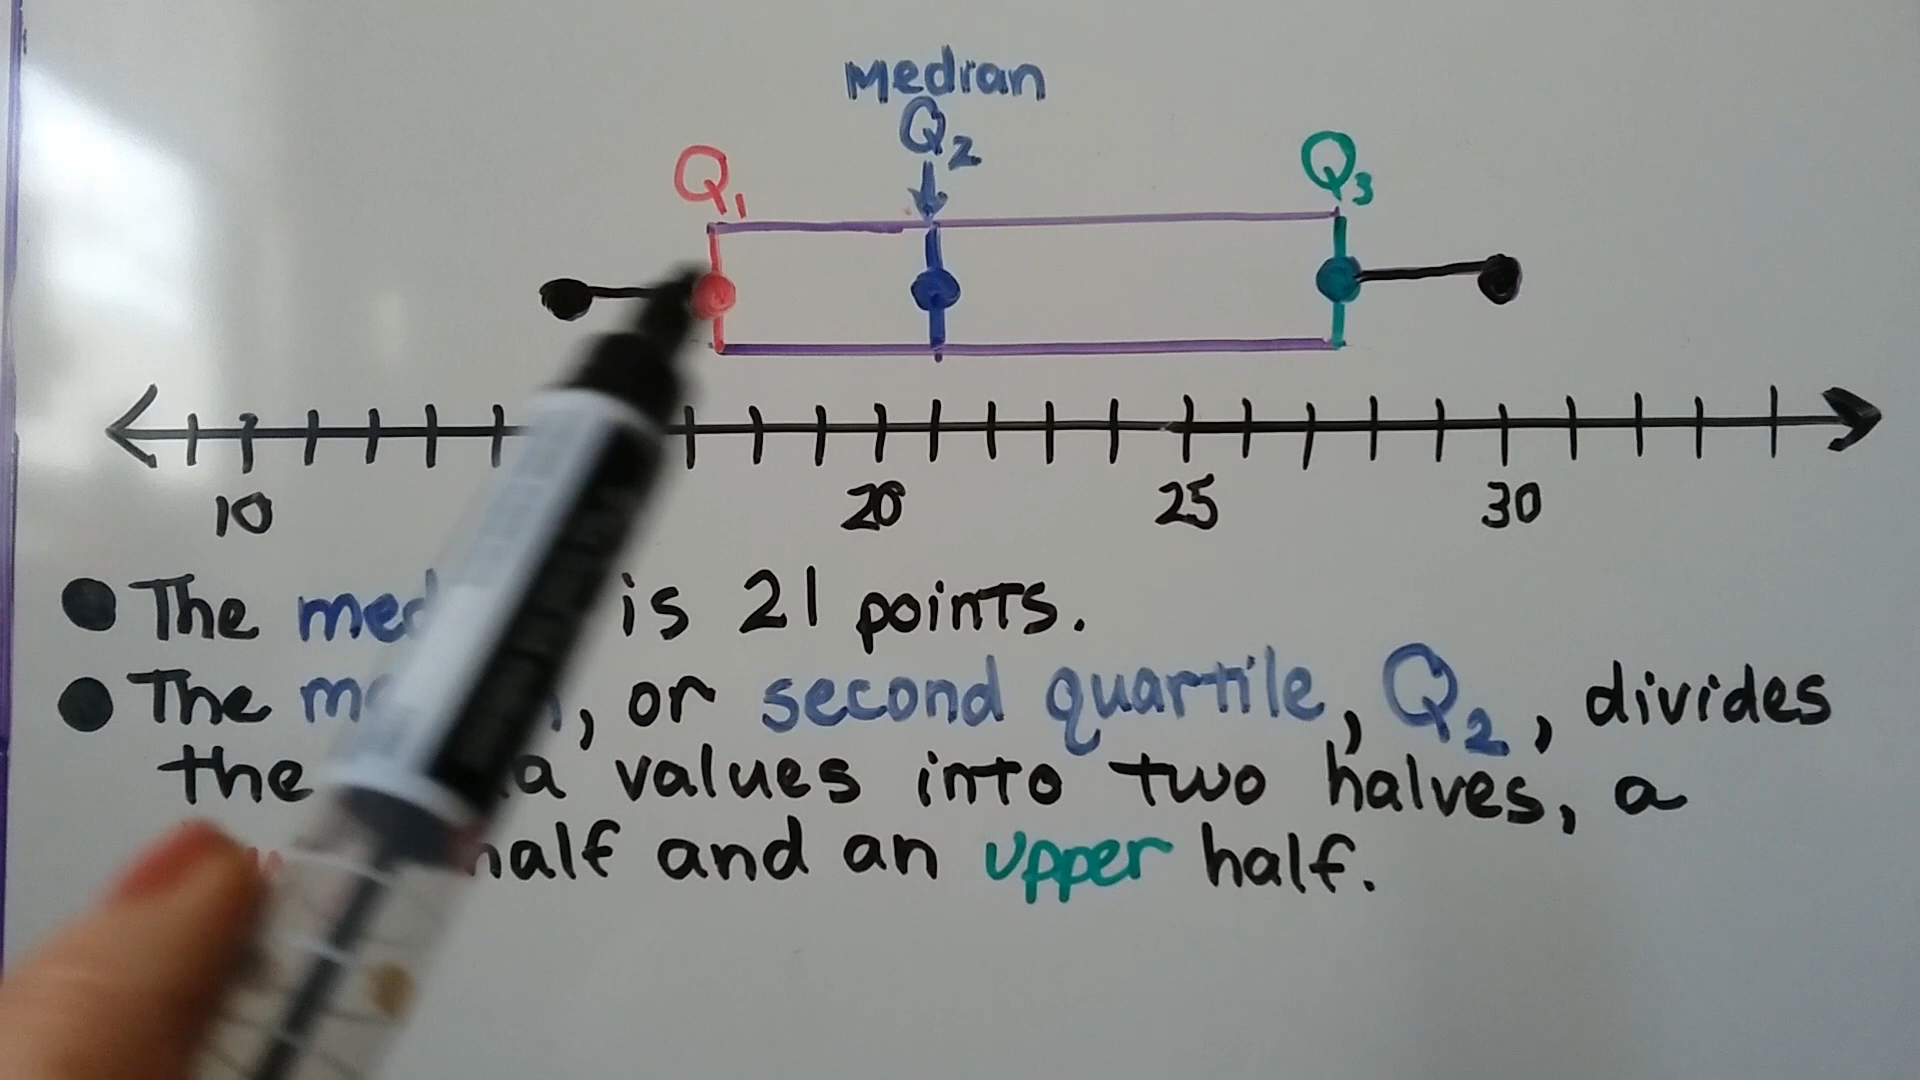 Median
Q2
Q1
Q3
10 20 25 30
The is 21 points.
The , or second quartile, Q2, divides
the values into two halves, a
half and an upper half.